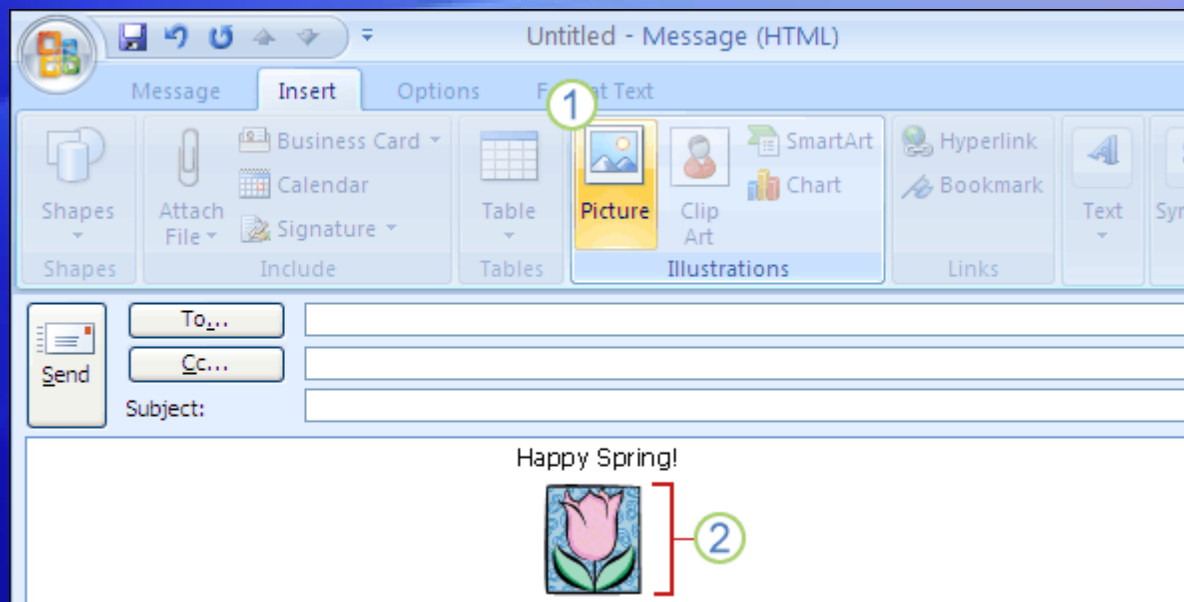 Untitled - Message (HTML)
Message Insert Options Format Text
1
Business Card SmartArt Hyperlink
Calendar Chart Bookmark
Shapes Attach File Signature Table Picture Clip Art Text
Shapes Include Tables Illustrations Links
To...
Cc...
Send
Subject:
Happy Spring!
2